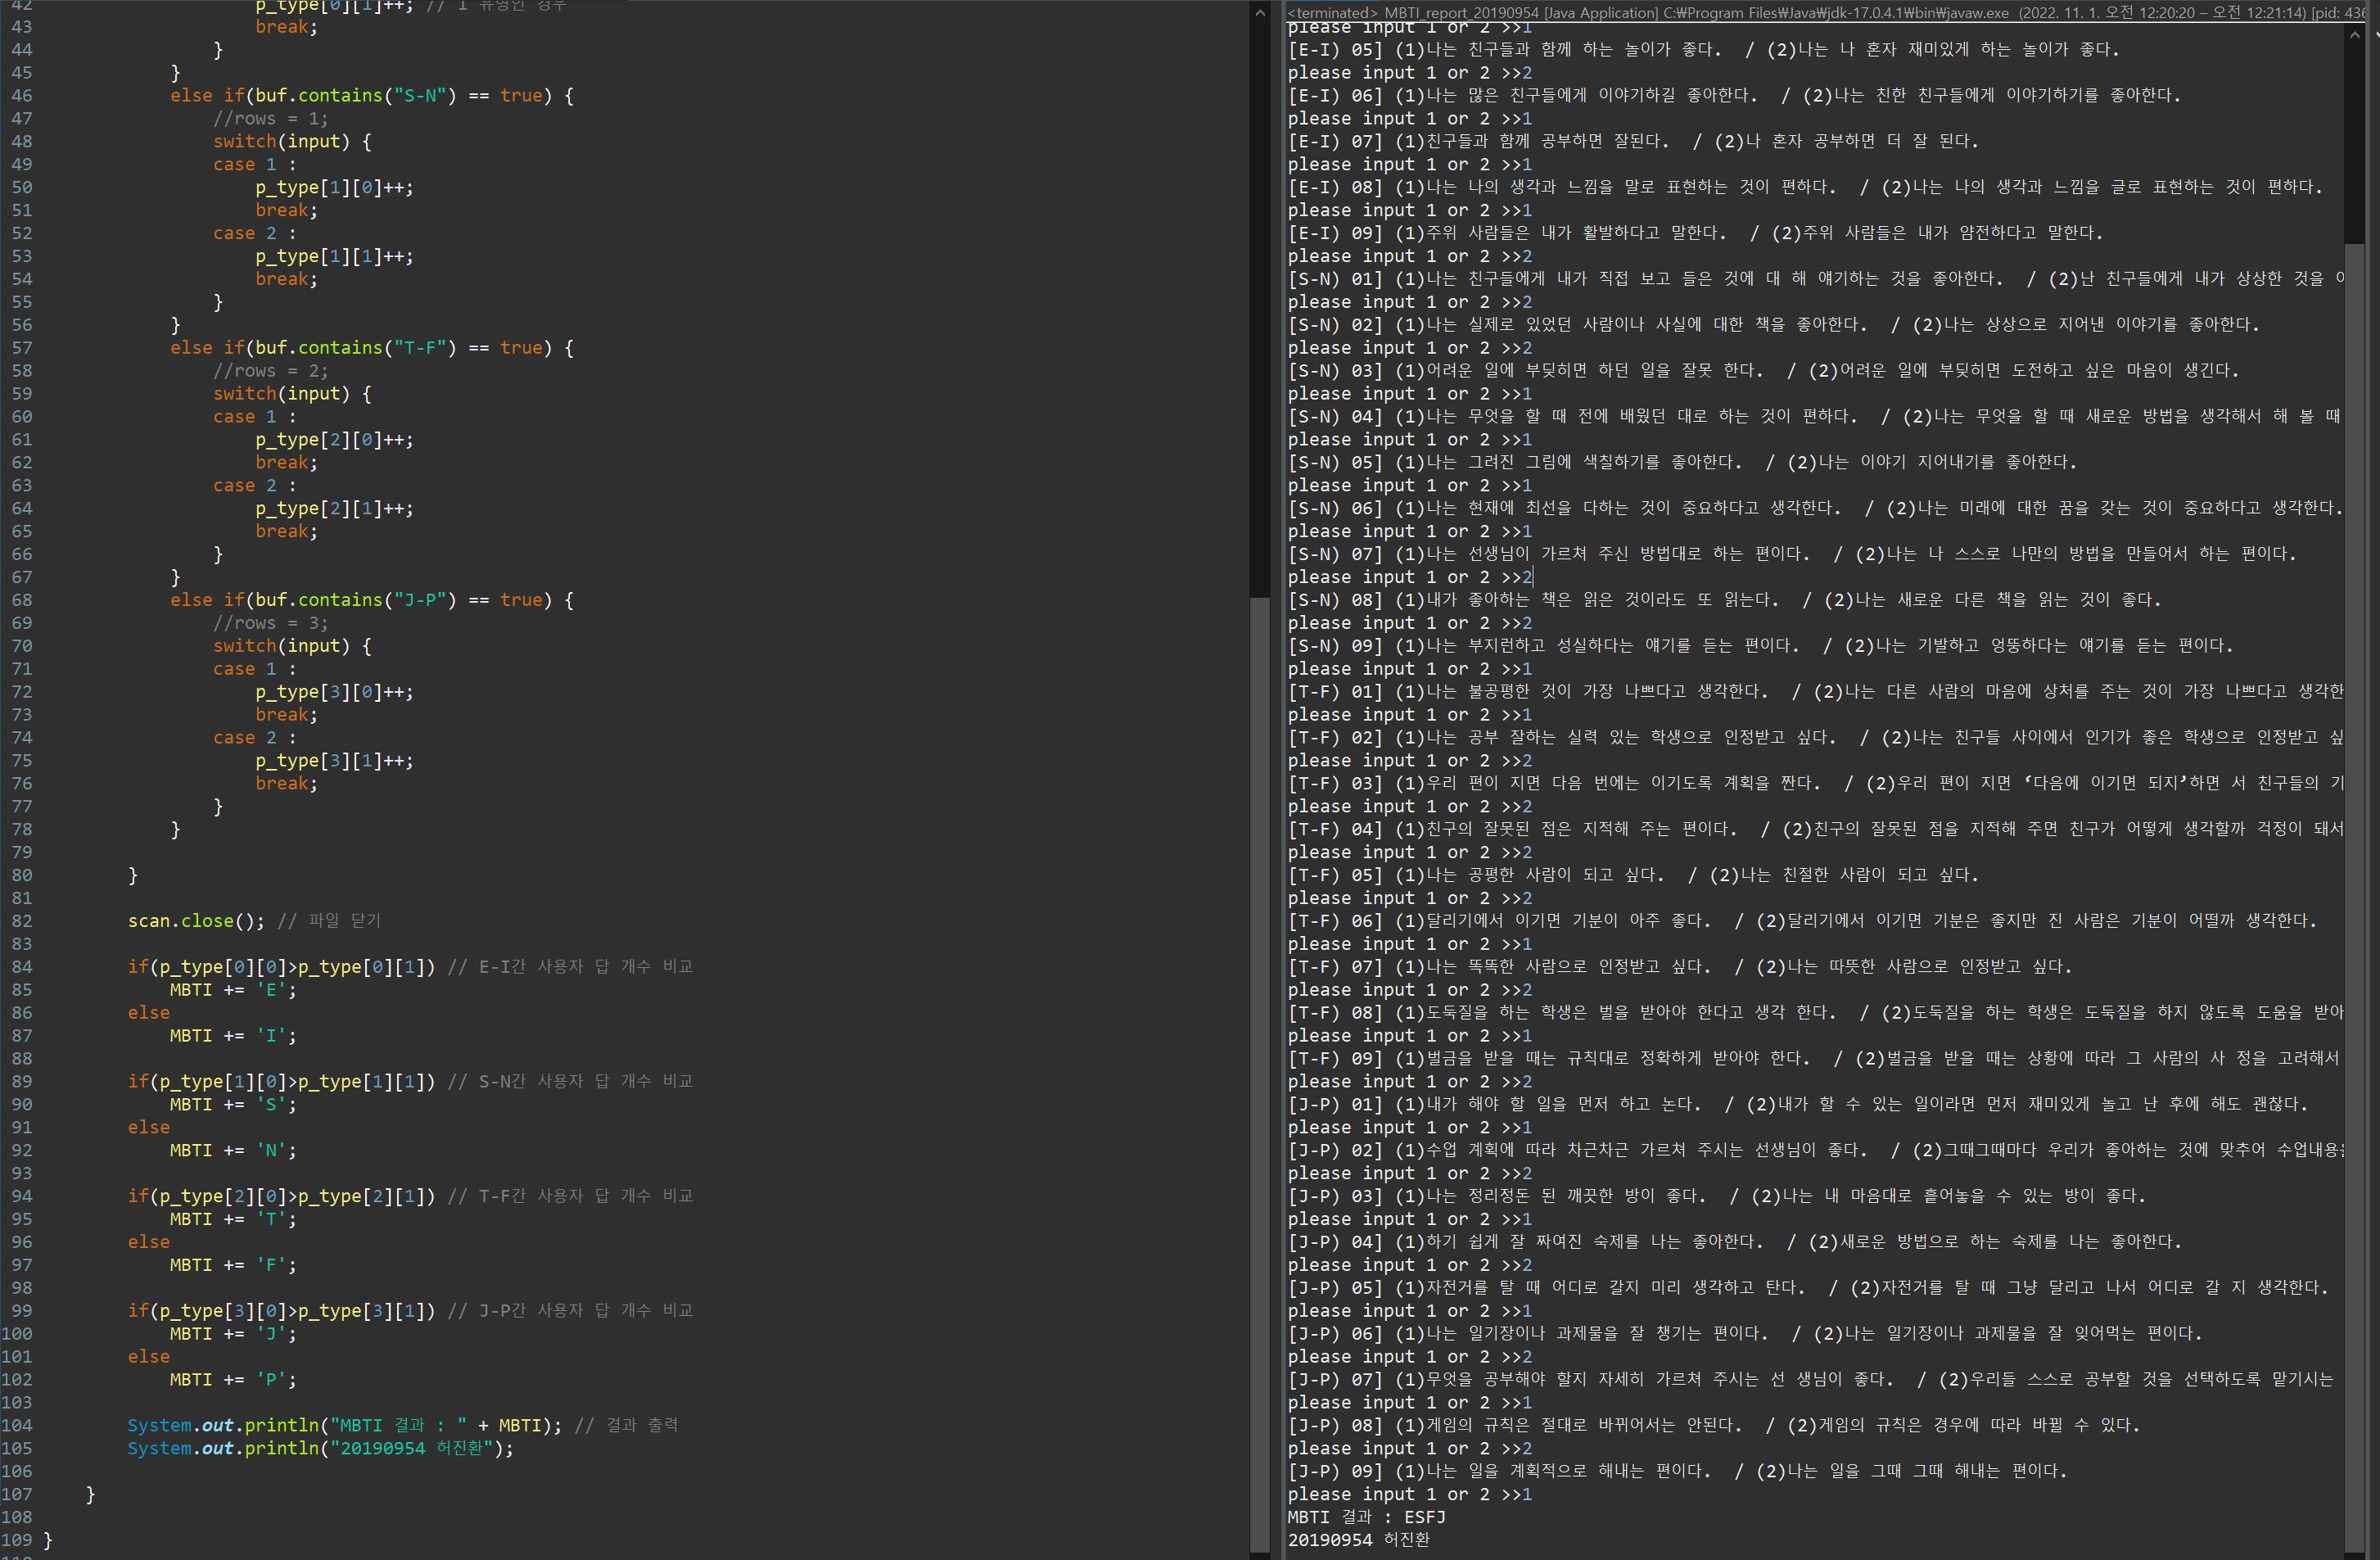 42 p_type[0][1]++; // I 유형인 경우
43 break;
44 }
45 }
46 else if(buf.contains("S-N") == true) {
47 //rows = 1;
48 switch(input) {
49 case 1 :
50 p_type[1][0]++;
51 break;
52 case 2 :
53 p_type[1][1]++;
54 break;
55 }
56 }
57 else if(buf.contains("T-F") == true) {
58 //rows = 2;
59 switch(input) {
60 case 1 :
61 p_type[2][0]++;
62 break;
63 case 2 :
64 p_type[2][1]++;
65 break;
66 }
67 }
68 else if(buf.contains("J-P") == true) {
69 //rows = 3;
70 switch(input) {
71 case 1 :
72 p_type[3][0]++;
73 break;
74 case 2 :
75 p_type[3][1]++;
76 break;
77 }
78 }
79
80 }
81
82 scan.close(); // 파일 닫기
83
84 if(p_type[0][0]>p_type[0][1]) // E-I간 사용자 답 개수 비교
85 MBTI += 'E';
86 else
87 MBTI += 'I';
88
89 if(p_type[1][0]>p_type[1][1]) // S-N간 사용자 답 개수 비교
90 MBTI += 'S';
91 else
92 MBTI += 'N';
93
94 if(p_type[2][0]>p_type[2][1]) // T-F간 사용자 답 개수 비교
95 MBTI += 'T';
96 else
97 MBTI += 'F';
98
99 if(p_type[3][0]>p_type[3][1]) // J-P간 사용자 답 개수 비교
100 MBTI += 'J';
101 else
102 MBTI += 'P';
103
104 System.out.println("MBTI 결과 : " + MBTI); // 결과 출력
105 System.out.println("20190954 허진환");
106
107 }
108
109 }
<terminated> MBTI_report_20190954 [Java Application] C:₩Program Files₩Java₩jdk-17.0.4.1₩bin₩javaw.exe (2022. 11. 1. 오전 12:20:20 – 오전 12:21:14) [pid: 436
please input 1 or 2 >>1
[E-I) 05] (1)나는 친구들과 함께 하는 놀이가 좋다. / (2)나는 나 혼자 재미있게 하는 놀이가 좋다.
please input 1 or 2 >>2
[E-I) 06] (1)나는 많은 친구들에게 이야기하길 좋아한다. / (2)나는 친한 친구들에게 이야기하기를 좋아한다.
please input 1 or 2 >>1
[E-I) 07] (1)친구들과 함께 공부하면 잘된다. / (2)나 혼자 공부하면 더 잘 된다.
please input 1 or 2 >>1
[E-I) 08] (1)나는 나의 생각과 느낌을 말로 표현하는 것이 편하다. / (2)나는 나의 생각과 느낌을 글로 표현하는 것이 편하다.
please input 1 or 2 >>1
[E-I) 09] (1)주위 사람들은 내가 활발하다고 말한다. / (2)주위 사람들은 내가 얌전하다고 말한다.
please input 1 or 2 >>2
[S-N) 01] (1)나는 친구들에게 내가 직접 보고 들은 것에 대 해 얘기하는 것을 좋아한다. / (2)난 친구들에게 내가 상상한 것을
please input 1 or 2 >>2
[S-N) 02] (1)나는 실제로 있었던 사람이나 사실에 대한 책을 좋아한다. / (2)나는 상상으로 지어낸 이야기를 좋아한다.
please input 1 or 2 >>2
[S-N) 03] (1)어려운 일에 부딪히면 하던 일을 잘못 한다. / (2)어려운 일에 부딪히면 도전하고 싶은 마음이 생긴다.
please input 1 or 2 >>1
[S-N) 04] (1)나는 무엇을 할 때 전에 배웠던 대로 하는 것이 편하다. / (2)나는 무엇을 할 때 새로운 방법을 생각해서 해 볼 때
please input 1 or 2 >>1
[S-N) 05] (1)나는 그려진 그림에 색칠하기를 좋아한다. / (2)나는 이야기 지어내기를 좋아한다.
please input 1 or 2 >>1
[S-N) 06] (1)나는 현재에 최선을 다하는 것이 중요하다고 생각한다. / (2)나는 미래에 대한 꿈을 갖는 것이 중요하다고 생각한다.
please input 1 or 2 >>1
[S-N) 07] (1)나는 선생님이 가르쳐 주신 방법대로 하는 편이다. / (2)나는 나 스스로 나만의 방법을 만들어서 하는 편이다.
please input 1 or 2 >>2
[S-N) 08] (1)내가 좋아하는 책은 읽은 것이라도 또 읽는다. / (2)나는 새로운 다른 책을 읽는 것이 좋다.
please input 1 or 2 >>2
[S-N) 09] (1)나는 부지런하고 성실하다는 얘기를 듣는 편이다. / (2)나는 기발하고 엉뚱하다는 얘기를 듣는 편이다.
please input 1 or 2 >>1
[T-F) 01] (1)나는 불공평한 것이 가장 나쁘다고 생각한다. / (2)나는 다른 사람의 마음에 상처를 주는 것이 가장 나쁘다고 생각한
please input 1 or 2 >>1
[T-F) 02] (1)나는 공부 잘하는 실력 있는 학생으로 인정받고 싶다. / (2)나는 친구들 사이에서 인기가 좋은 학생으로 인정받고 싶
please input 1 or 2 >>2
[T-F) 03] (1)우리 편이 지면 다음 번에는 이기도록 계획을 짠다. / (2)우리 편이 지면 ‘다음에 이기면 되지’하면 서 친구들의 기
please input 1 or 2 >>2
[T-F) 04] (1)친구의 잘못된 점은 지적해 주는 편이다. / (2)친구의 잘못된 점을 지적해 주면 친구가 어떻게 생각할까 걱정이 돼서
please input 1 or 2 >>2
[T-F) 05] (1)나는 공평한 사람이 되고 싶다. / (2)나는 친절한 사람이 되고 싶다.
please input 1 or 2 >>2
[T-F) 06] (1)달리기에서 이기면 기분이 아주 좋다. / (2)달리기에서 이기면 기분은 좋지만 진 사람은 기분이 어떨까 생각한다.
please input 1 or 2 >>1
[T-F) 07] (1)나는 똑똑한 사람으로 인정받고 싶다. / (2)나는 따뜻한 사람으로 인정받고 싶다.
please input 1 or 2 >>2
[T-F) 08] (1)도둑질을 하는 학생은 벌을 받아야 한다고 생각 한다. / (2)도둑질을 하는 학생은 도둑질을 하지 않도록 도움을 받아
please input 1 or 2 >>1
[T-F) 09] (1)벌금을 받을 때는 규칙대로 정확하게 받아야 한다. / (2)벌금을 받을 때는 상황에 따라 그 사람의 사 정을 고려해서
please input 1 or 2 >>2
[J-P) 01] (1)내가 해야 할 일을 먼저 하고 논다. / (2)내가 할 수 있는 일이라면 먼저 재미있게 놀고 난 후에 해도 괜찮다.
please input 1 or 2 >>1
[J-P) 02] (1)수업 계획에 따라 차근차근 가르쳐 주시는 선생님이 좋다. / (2)그때그때마다 우리가 좋아하는 것에 맞추어 수업내용을
please input 1 or 2 >>2
[J-P) 03] (1)나는 정리정돈 된 깨끗한 방이 좋다. / (2)나는 내 마음대로 흩어놓을 수 있는 방이 좋다.
please input 1 or 2 >>1
[J-P) 04] (1)하기 쉽게 잘 짜여진 숙제를 나는 좋아한다. / (2)새로운 방법으로 하는 숙제를 나는 좋아한다.
please input 1 or 2 >>2
[J-P) 05] (1)자전거를 탈 때 어디로 갈지 미리 생각하고 탄다. / (2)자전거를 탈 때 그냥 달리고 나서 어디로 갈 지 생각한다.
please input 1 or 2 >>1
[J-P) 06] (1)나는 일기장이나 과제물을 잘 챙기는 편이다. / (2)나는 일기장이나 과제물을 잘 잊어먹는 편이다.
please input 1 or 2 >>2
[J-P) 07] (1)무엇을 공부해야 할지 자세히 가르쳐 주시는 선 생님이 좋다. / (2)우리들 스스로 공부할 것을 선택하도록 맡기시는
please input 1 or 2 >>1
[J-P) 08] (1)게임의 규칙은 절대로 바뀌어서는 안된다. / (2)게임의 규칙은 경우에 따라 바뀔 수 있다.
please input 1 or 2 >>2
[J-P) 09] (1)나는 일을 계획적으로 해내는 편이다. / (2)나는 일을 그때 그때 해내는 편이다.
please input 1 or 2 >>1
MBTI 결과 : ESFJ
20190954 허진환